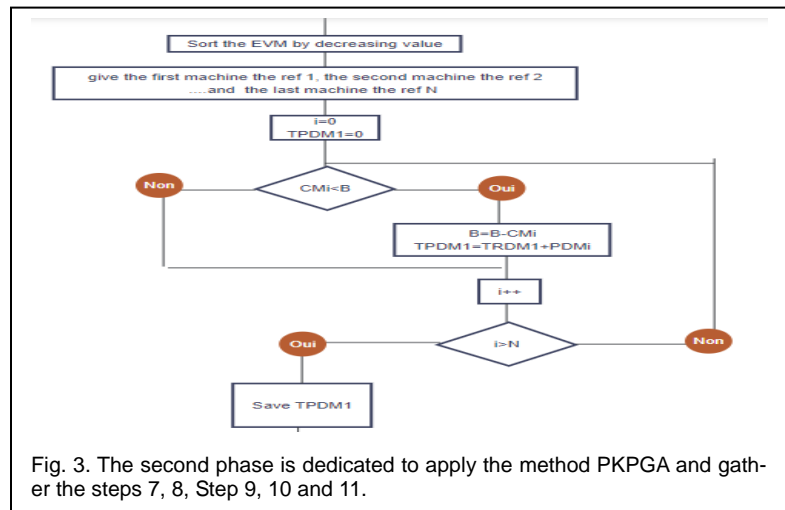 Sort the EVM by decreasing value
give the first machine the ref 1, the second machine the ref 2
....and the last machine the ref N
i=0
TPDM1=0
Non
CMi<B
Oui
B=B-CMi
TPDM1=TRDM1+PDMi
i++
Oui
i>N
Non
Save TPDM1
Fig. 3. The second phase is dedicated to apply the method PKPGA and gath-
er the steps 7, 8, Step 9, 10 and 11.